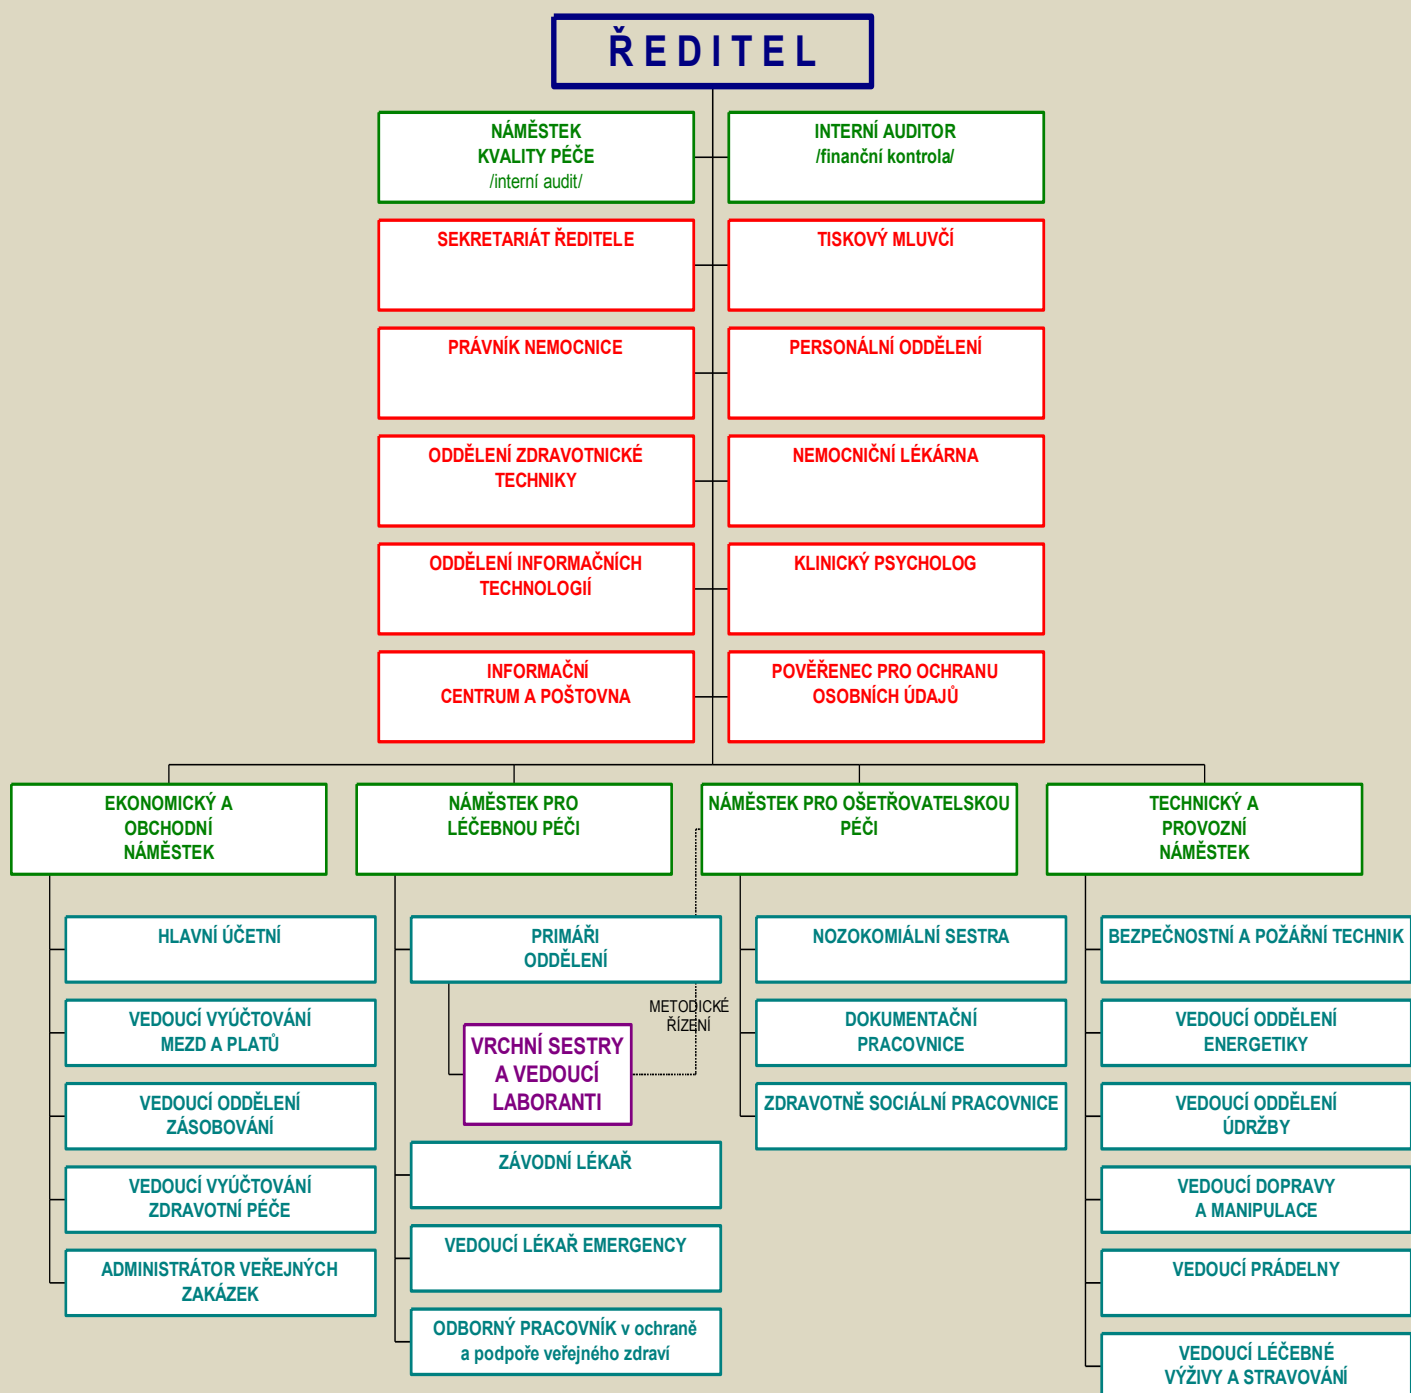 ŘEDITEL
NÁMĚSTEK
KVALITY PÉČE
/interní audit/
INTERNÍ AUDITOR
/finanční kontrola/
SEKRETARIÁT ŘEDITELE
TISKOVÝ MLUVČÍ
PRÁVNÍK NEMOCNICE
PERSONÁLNÍ ODDĚLENÍ
ODDĚLENÍ ZDRAVOTNICKÉ
TECHNIKY
NEMOCNIČNÍ LÉKÁRNA
ODDĚLENÍ INFORMAČNÍCH
TECHNOLOGIÍ
KLINICKÝ PSYCHOLOG
INFORMAČNÍ
CENTRUM A POŠTOVNA
POVĚŘENEC PRO OCHRANU
OSOBNÍCH ÚDAJŮ
EKONOMICKÝ A
OBCHODNÍ
NÁMĚSTEK
NÁMĚSTEK PRO
LÉČEBNOU PÉČI
NÁMĚSTEK PRO OŠETŘOVATELSKOU
PÉČI
TECHNICKÝ A
PROVOZNÍ
NÁMĚSTEK
HLAVNÍ ÚČETNÍ
VEDOUCÍ VYÚČTOVÁNÍ
MEZD A PLATŮ
VEDOUCÍ ODDĚLENÍ
ZÁSOBOVÁNÍ
VEDOUCÍ VYÚČTOVÁNÍ
ZDRAVOTNÍ PÉČE
ADMINISTRÁTOR VEŘEJNÝCH
ZAKÁZEK
PRIMÁŘI
ODDĚLENÍ
VRCHNÍ SESTRY
A VEDOUCÍ
LABORANTI
METODICKÉ
ŘÍZENÍ
ZÁVODNÍ LÉKAŘ
VEDOUCÍ LÉKAŘ EMERGENCY
ODBORNÝ PRACOVNÍK v ochraně
a podpoře veřejného zdraví
NOZOKOMIÁLNÍ SESTRA
DOKUMENTAČNÍ
PRACOVNICE
ZDRAVOTNĚ SOCIÁLNÍ PRACOVNICE
BEZPEČNOSTNÍ A POŽÁŘNÍ TECHNIK
VEDOUCÍ ODDĚLENÍ
ENERGETIKY
VEDOUCÍ ODDĚLENÍ
ÚDRŽBY
VEDOUCÍ DOPRAVY
A MANIPULACE
VEDOUCÍ PRÁDELNY
VEDOUCÍ LÉČEBNÉ
VÝŽIVY A STRAVOVÁNÍ